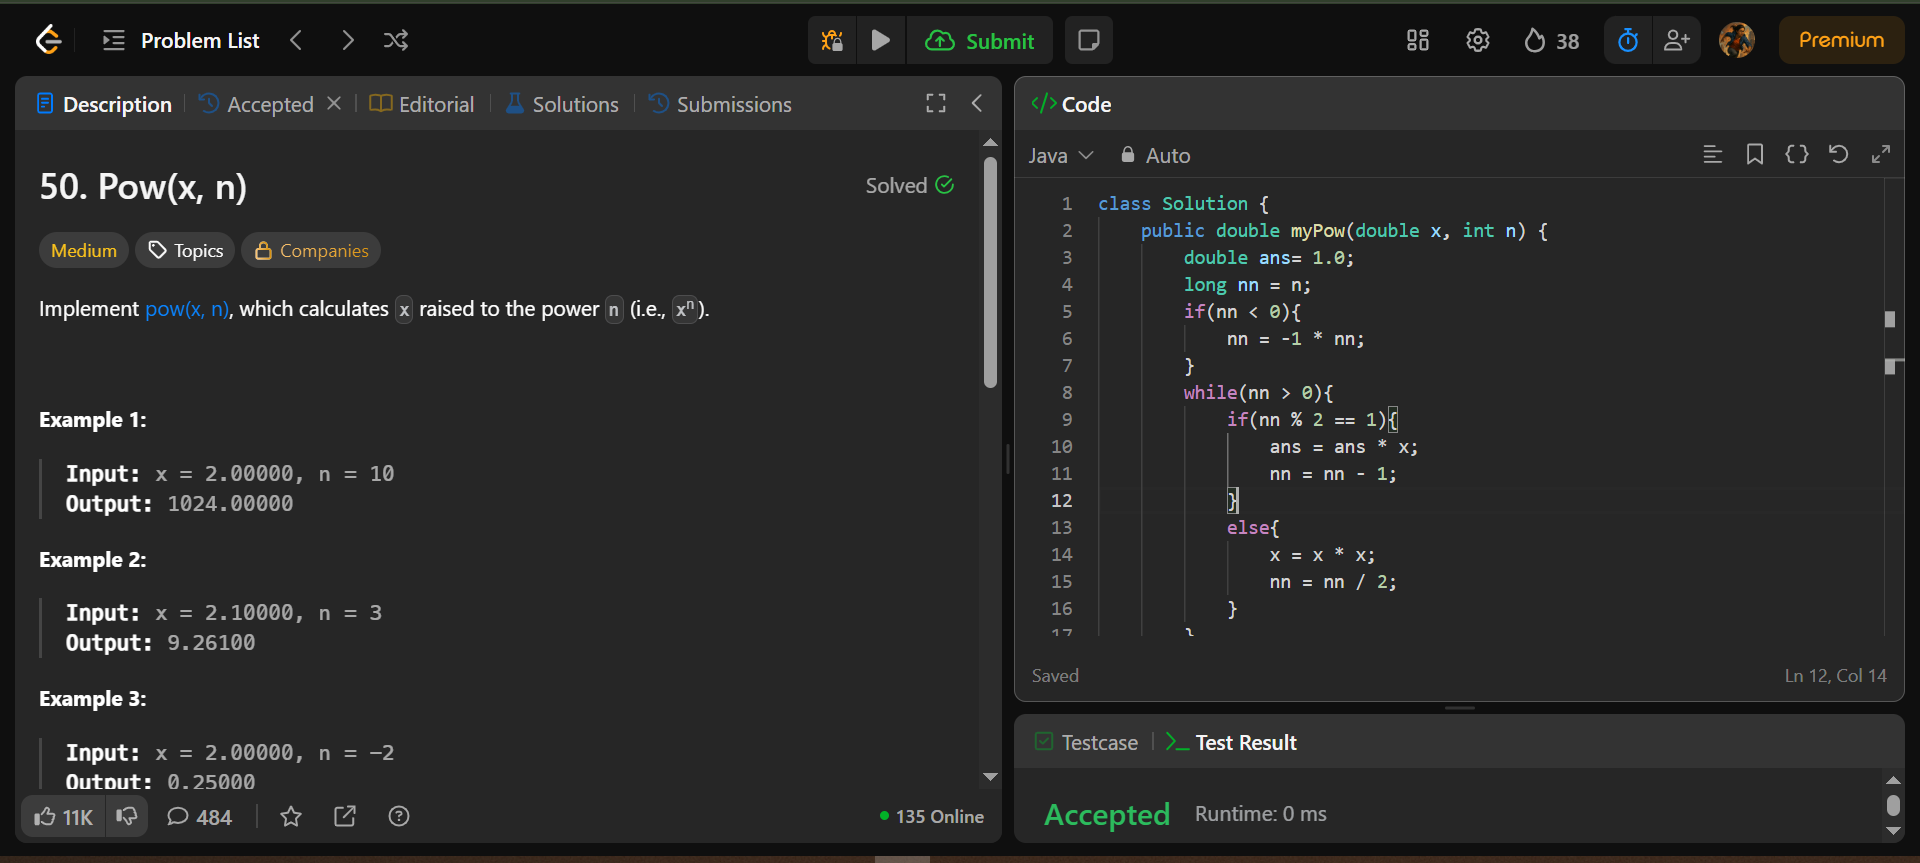 Problem List
Submit
38
Premium
Description
Accepted
Editorial
Solutions
Submissions
50. Pow(x, n)
Solved
Medium
Topics
Companies
Implement pow(x, n), which calculates x raised to the power n (i.e., xⁿ).
Example 1:
Input: x = 2.00000, n = 10
Output: 1024.00000
Example 2:
Input: x = 2.10000, n = 3
Output: 9.26100
Example 3:
Input: x = 2.00000, n = -2
Output: 0.25000
11K
484
135 Online
</> Code
Java
Auto
1 class Solution {
2 public double myPow(double x, int n) {
3 double ans= 1.0;
4 long nn = n;
5 if(nn < 0){
6 nn = -1 * nn;
7 }
8 while(nn > 0){
9 if(nn % 2 == 1){
10 ans = ans * x;
11 nn = nn - 1;
12 }
13 else{
14 x = x * x;
15 nn = nn / 2;
16 }
17 }
Saved
Ln 12, Col 14
Testcase
Test Result
Accepted
Runtime: 0 ms